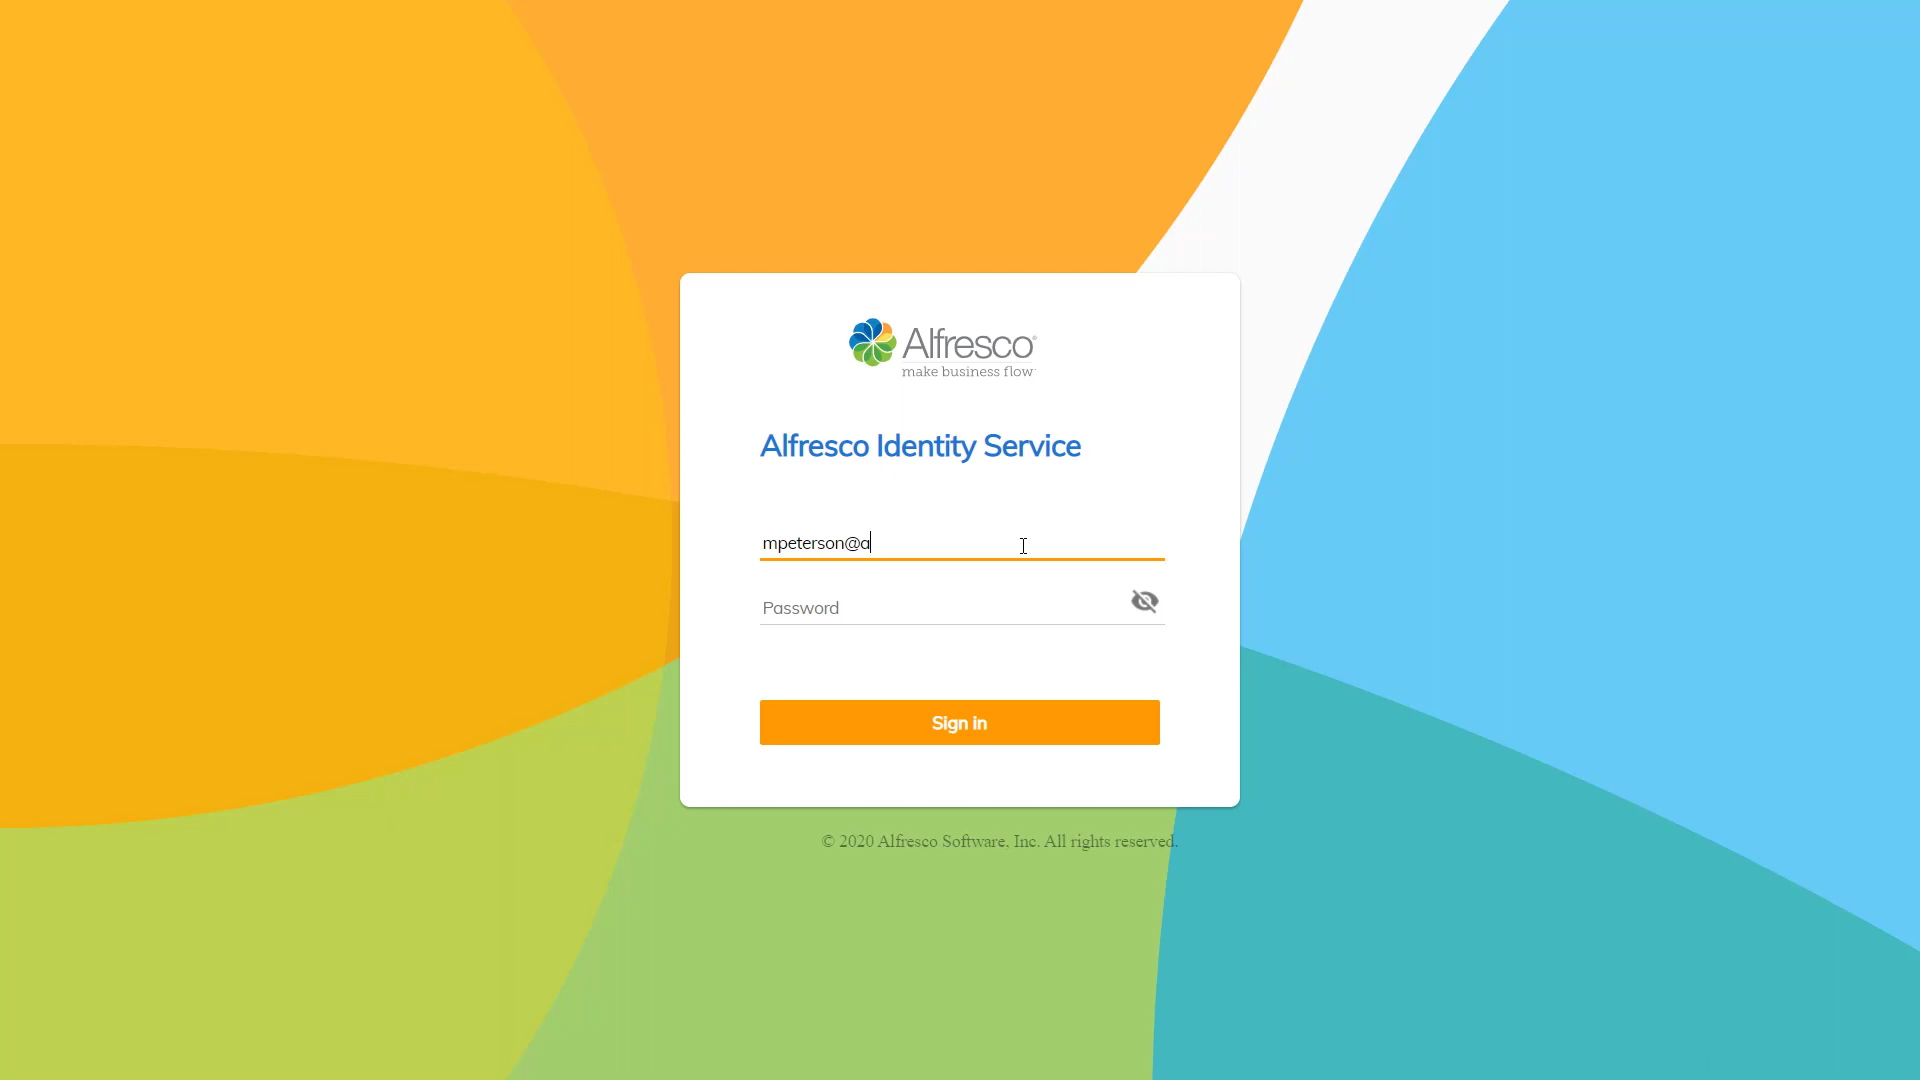 Alfresco
make business flow
Alfresco Identity Service
mpeterson@a
Password
Sign in
© 2020 Alfresco Software, Inc. All rights reserved.